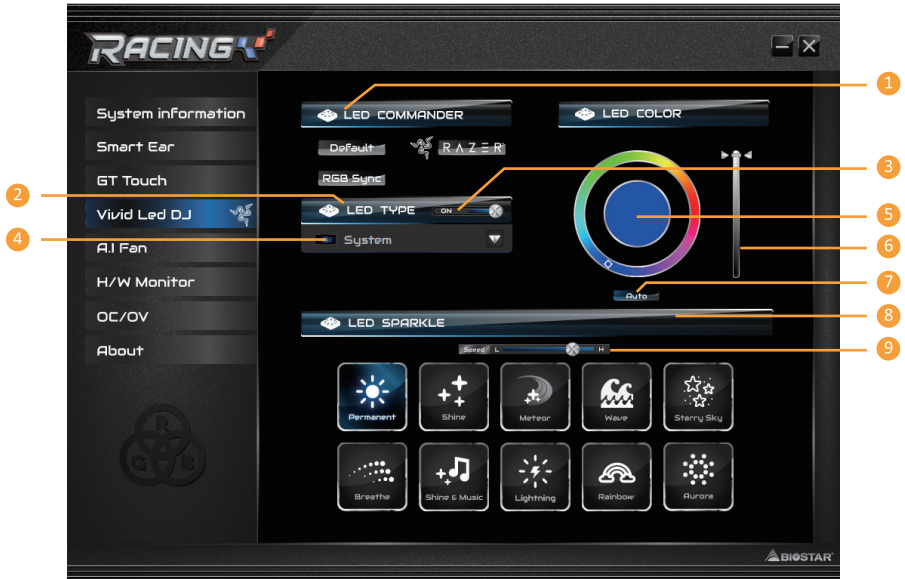 RACING
1
System information
LED COMMANDER
LED COLOR
Smart Ear
Default
RAZER
3
GT Touch
RGB Sync
2
LED TYPE
ON
Vivid Led DJ
5
4
System
A.I Fan
6
H/W Monitor
7
Auto
OC/OV
LED SPARKLE
8
About
Speed
L
H
9
Permanent
Shine
Meteor
Wave
Starry Sky
R
G
B
Breathe
Shine & Music
Lightning
Rainbow
Aurora
BIOSTAR